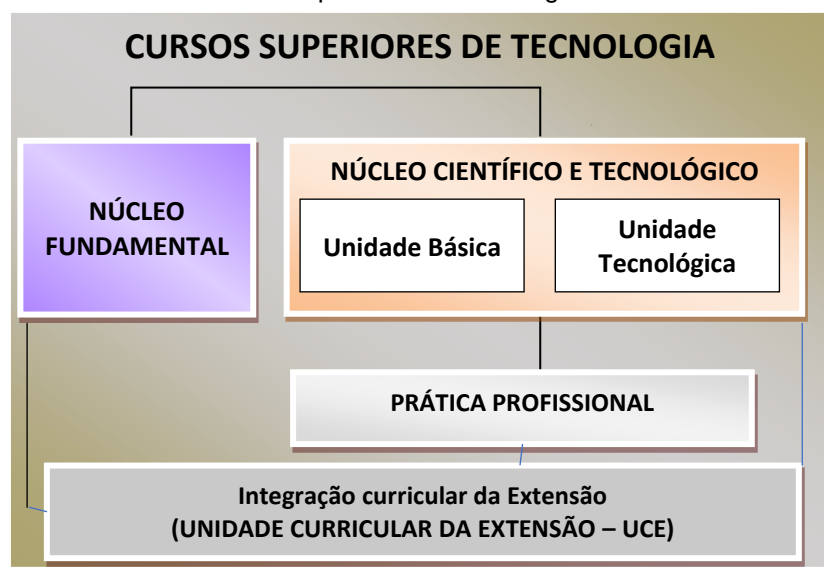 CURSOS SUPERIORES DE TECNOLOGIA
NÚCLEO
FUNDAMENTAL
NÚCLEO CIENTÍFICO E TECNOLÓGICO
Unidade Básica
Unidade
Tecnológica
PRÁTICA PROFISSIONAL
Integração curricular da Extensão
(UNIDADE CURRICULAR DA EXTENSÃO – UCE)